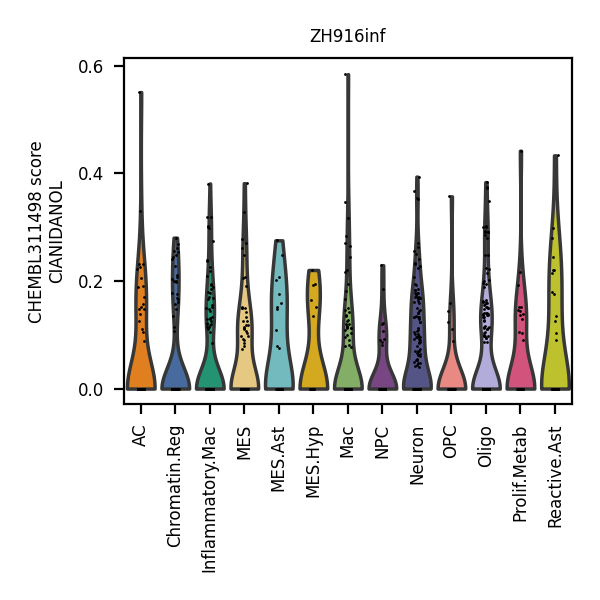 ZH916inf
CHEMBL311498 score
CIANIDANOL
0.6
0.4
0.2
0.0
AC
Chromatin.Reg
Inflammatory.Mac
MES
MES.Ast
MES.Hyp
Mac
NPC
Neuron
OPC
Oligo
Prolif.Metab
Reactive.Ast